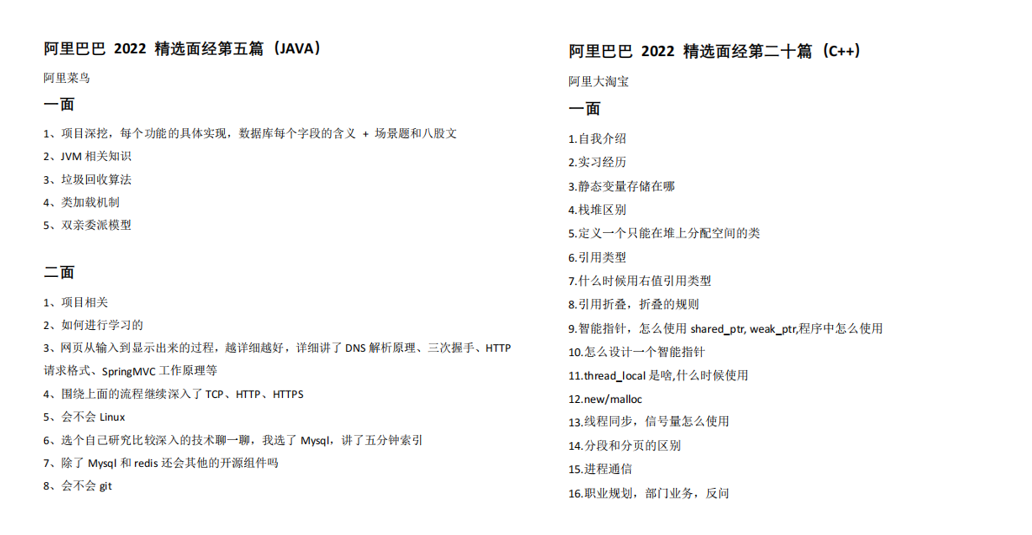 阿里巴巴 2022 精选面经第五篇（JAVA）
阿里菜鸟
一面
1、项目深挖，每个功能的具体实现，数据库每个字段的含义 + 场景题和八股文
2、JVM 相关知识
3、垃圾回收算法
4、类加载机制
5、双亲委派模型
二面
1、项目相关
2、如何进行学习的
3、网页从输入到显示出来的过程，越详细越好，详细讲了 DNS 解析原理、三次握手、HTTP
请求格式、SpringMVC 工作原理等
4、围绕上面的流程继续深入了 TCP、HTTP、HTTPS
5、会不会 Linux
6、选个自己研究比较深入的技术聊一聊，我选了 Mysql，讲了五分钟索引
7、除了 Mysql 和 redis 还会其他的开源组件吗
8、会不会 git
阿里巴巴 2022 精选面经第二十篇（C++）
阿里大淘宝
一面
1.自我介绍
2.实习经历
3.静态变量存储在哪
4.栈堆区别
5.定义一个只能在堆上分配空间的类
6.引用类型
7.什么时候用右值引用类型
8.引用折叠，折叠的规则
9.智能指针，怎么使用 shared_ptr, weak_ptr,程序中怎么使用
10.怎么设计一个智能指针
11.thread_local 是啥,什么时候使用
12.new/malloc
13.线程同步，信号量怎么使用
14.分段和分页的区别
15.进程通信
16.职业规划，部门业务，反问